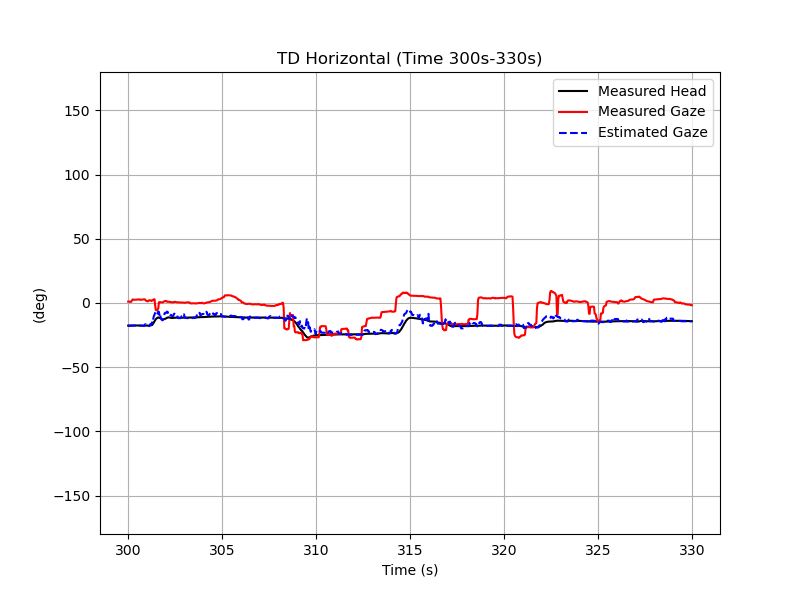 TD Horizontal (Time 300s-330s)
Measured Head
Measured Gaze
Estimated Gaze
150
100
50
0
−50
−100
−150
(deg)
300
305
310
315
320
325
330
Time (s)